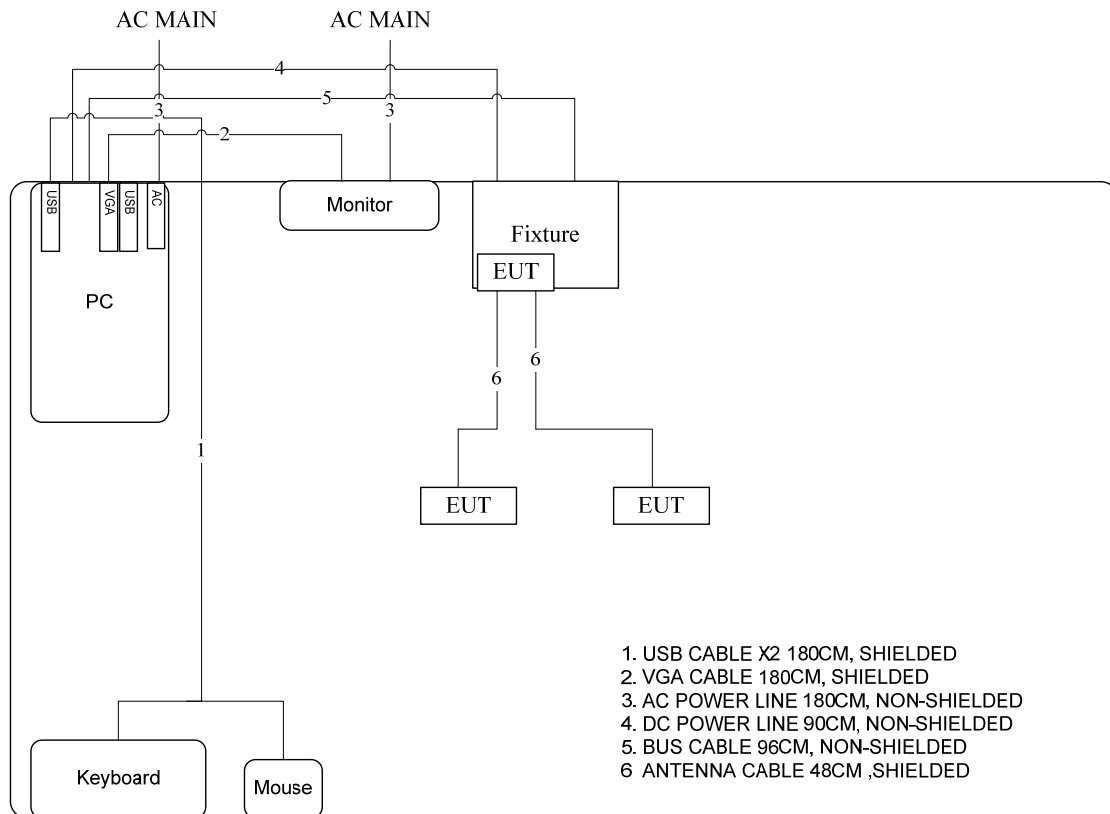 AC MAIN
AC MAIN
4
5
3
3
2
USB
VGA
USB
AC
Monitor
Fixture
EUT
PC
6
6
1
EUT
EUT
1. USB CABLE X2 180CM, SHIELDED
2. VGA CABLE 180CM, SHIELDED
3. AC POWER LINE 180CM, NON-SHIELDED
4. DC POWER LINE 90CM, NON-SHIELDED
5. BUS CABLE 96CM, NON-SHIELDED
6 ANTENNA CABLE 48CM ,SHIELDED
Keyboard
Mouse